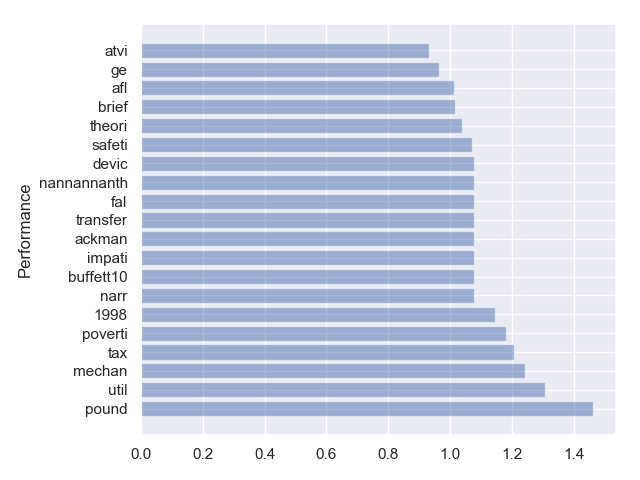 Performance
atvi
ge
afl
brief
theori
safeti
devic
nannannanth
fal
transfer
ackman
impati
buffett10
narr
1998
poverti
tax
mechan
util
pound
0.0 0.2 0.4 0.6 0.8 1.0 1.2 1.4